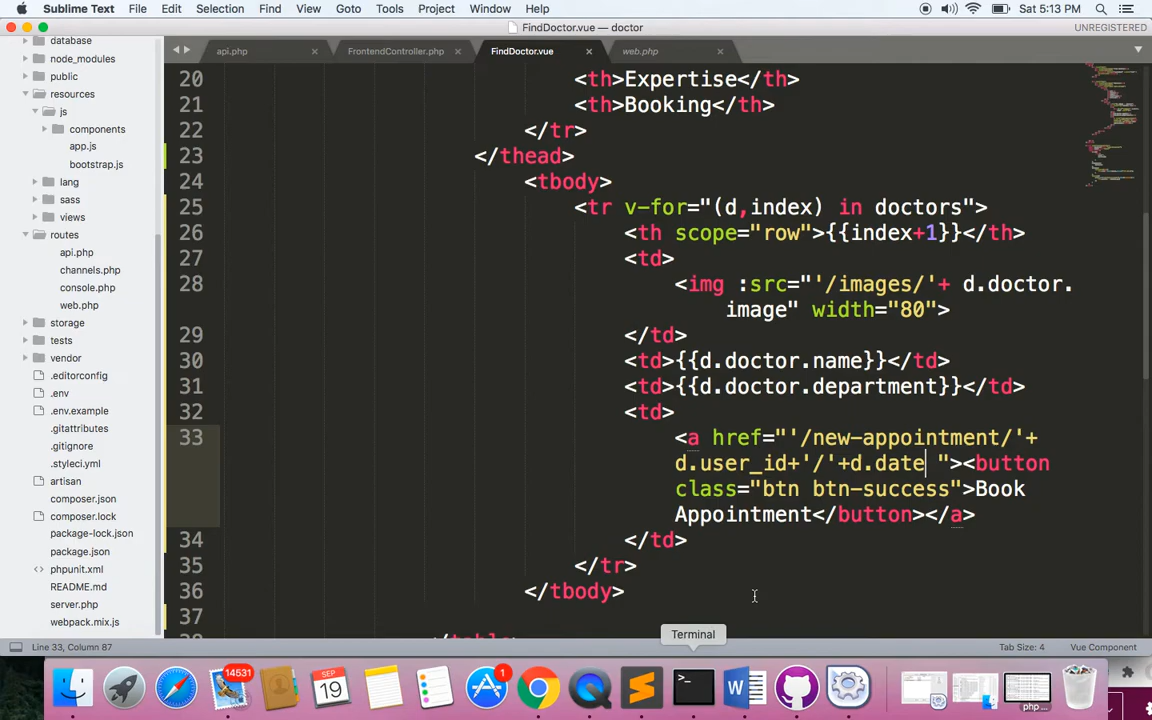 Sublime Text File Edit Selection Find View Goto Tools Project Window Help Sat 5:13 PM
FindDoctor.vue — doctor UNREGISTERED
api.php FrontendController.php FindDoctor.vue web.php
database
node_modules
public
resources
js
components
app.js
bootstrap.js
lang
sass
views
routes
api.php
channels.php
console.php
web.php
storage
tests
vendor
.editorconfig
.env
.env.example
.gitattributes
.gitignore
.styleci.yml
artisan
composer.json
composer.lock
package-lock.json
package.json
phpunit.xml
README.md
server.php
webpack.mix.js
20 <th>Expertise</th>
21 <th>Booking</th>
22 </tr>
23 </thead>
24 <tbody>
25 <tr v-for="(d,index) in doctors">
26 <th scope="row">{{index+1}}</th>
27 <td>
28 <img :src="'/images/'+ d.doctor.
image" width="80">
29 </td>
30 <td>{{d.doctor.name}}</td>
31 <td>{{d.doctor.department}}</td>
32 <td>
33 <a href="'/new-appointment/'+
d.user_id+'/'+d.date "><button
class="btn btn-success">Book
Appointment</button></a>
34 </td>
35 </tr>
36 </tbody>
37
Terminal
Line 33, Column 87 Tab Size: 4 Vue Component
14531
SEP
19
1
php ...